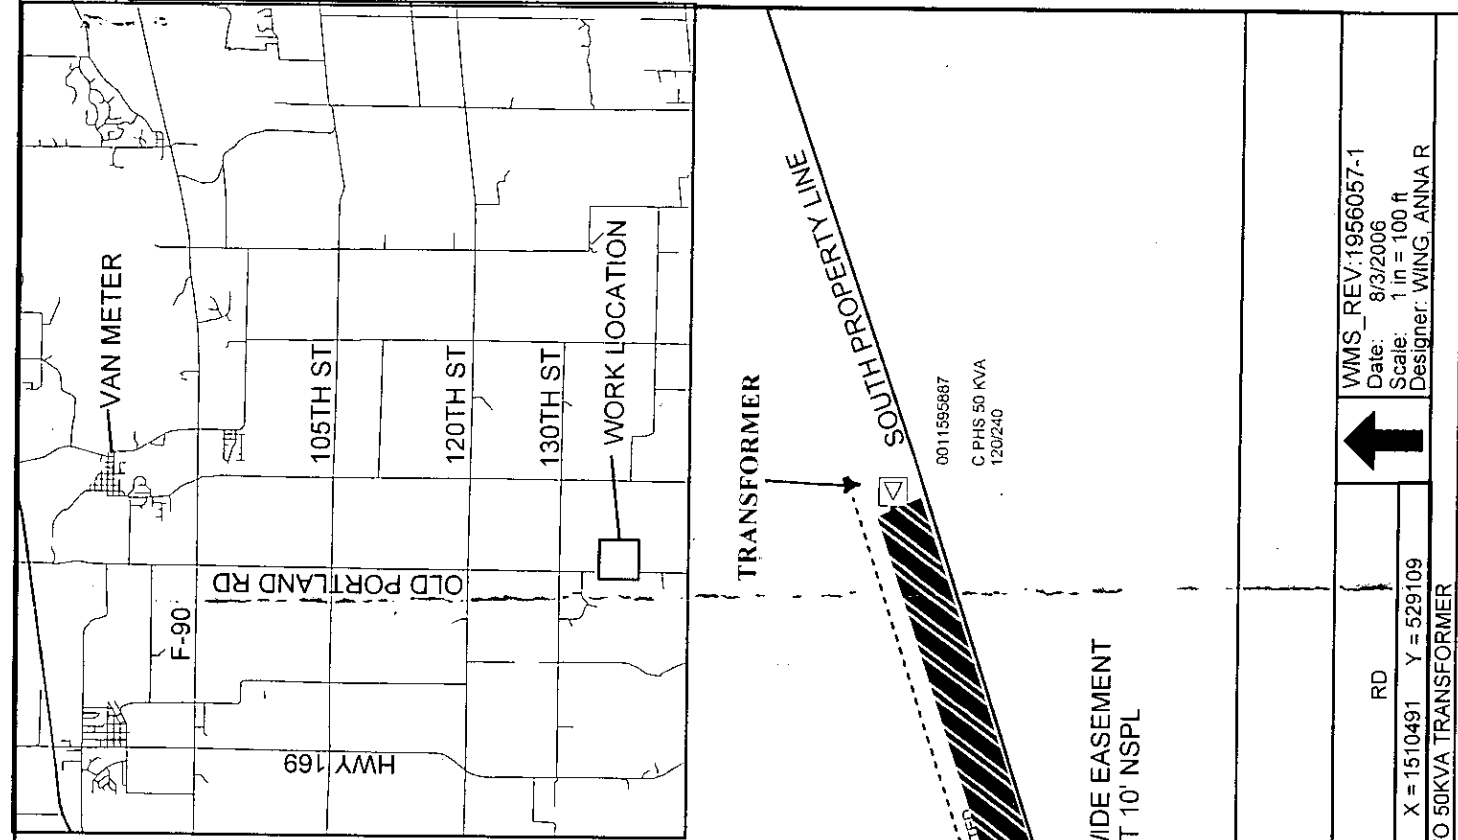 VAN METER
105TH ST
120TH ST
130TH ST
WORK LOCATION
OLD PORTLAND RD
F-90
HWY 169
SOUTH PROPERTY LINE
TRANSFORMER
0011595887
C PHS 50 KVA
120/240
WIDE EASEMENT
T 10' NSPL
WMS_REV:1956057-1
Date: 8/3/2006
Scale: 1 in = 100 ft
Designer: WING, ANNA R
RD
X = 1510491 Y = 529109
O 50KVA TRANSFORMER